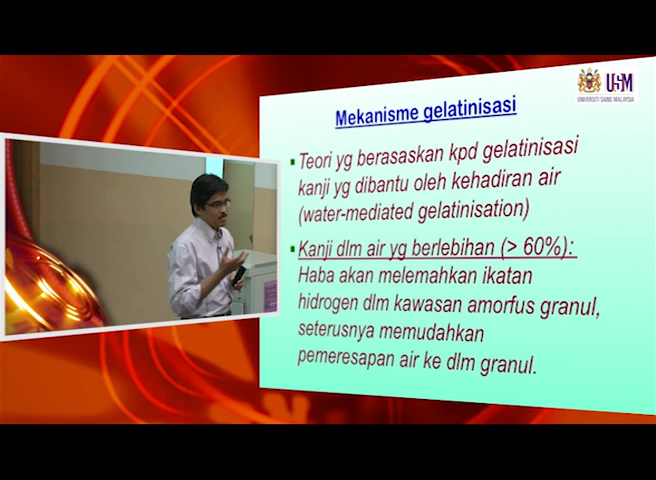 USM
UNIVERSITI SAINS MALAYSIA
Mekanisme gelatinisasi
Teori yg berasaskan kpd gelatinisasi
kanji yg dibantu oleh kehadiran air
(water-mediated gelatinisation)
Kanji dlm air yg berlebihan (> 60%):
Haba akan melemahkan ikatan
hidrogen dlm kawasan amorfus granul,
seterusnya memudahkan
pemeresapan air ke dlm granul.